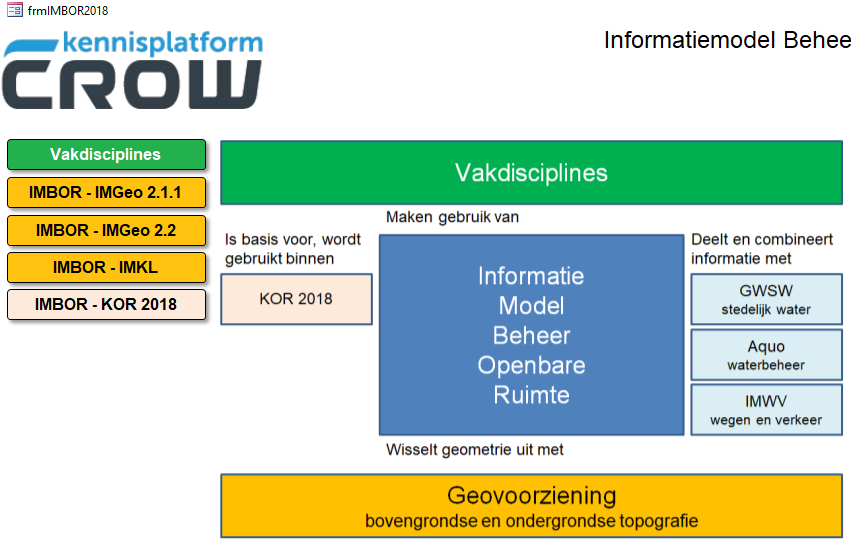 frmIMBOR2018
kennisplatform
CROW
Informatiemodel Behee
Vakdisciplines
IMBOR - IMGeo 2.1.1
IMBOR - IMGeo 2.2
IMBOR - IMKL
IMBOR - KOR 2018
Vakdisciplines
Maken gebruik van
Is basis voor, wordt
gebruikt binnen
KOR 2018
Informatie
Model
Beheer
Openbare
Ruimte
Deelt en combineert
informatie met
GWSW
stedelijk water
Aquo
waterbeheer
IMWV
wegen en verkeer
Wisselt geometrie uit met
Geovoorziening
bovengrondse en ondergrondse topografie